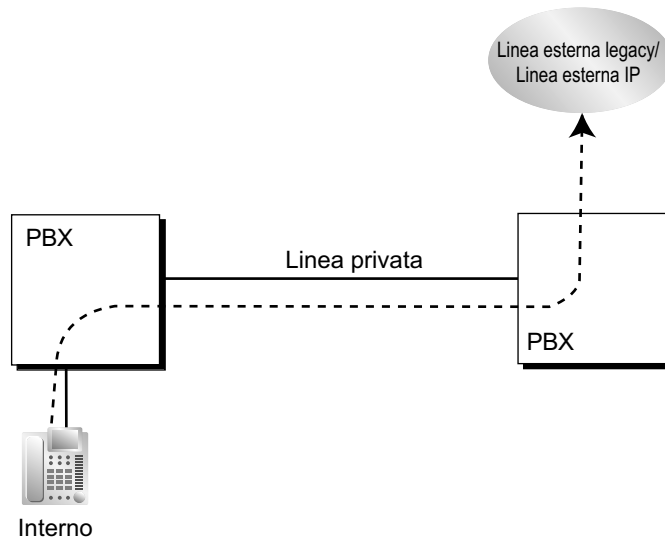 Linea esterna legacy/
Linea esterna IP
PBX
Linea privata
PBX
Interno